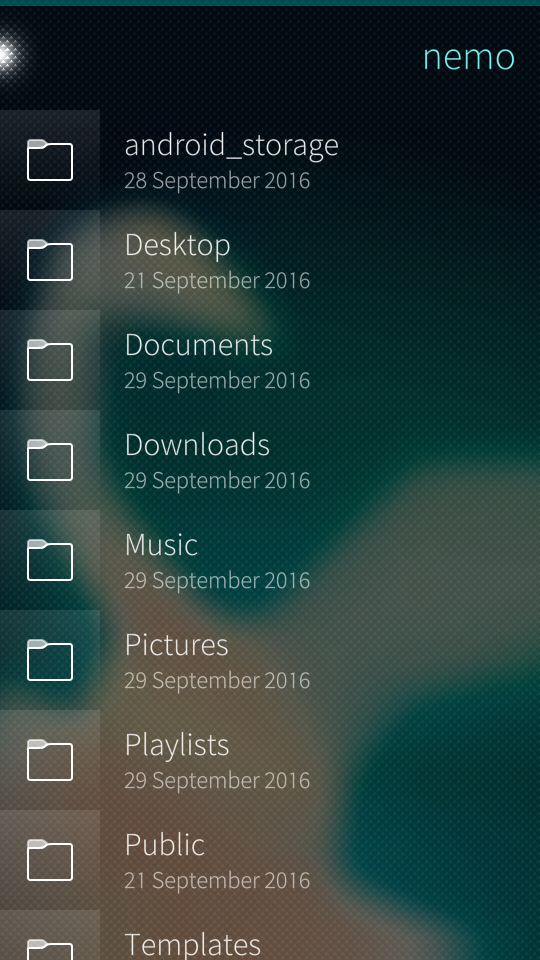 nemo
android_storage
28 September 2016
Desktop
21 September 2016
Documents
29 September 2016
Downloads
29 September 2016
Music
29 September 2016
Pictures
29 September 2016
Playlists
29 September 2016
Public
21 September 2016
Templates